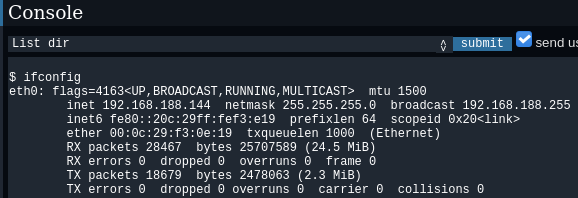 Console
List dir submit send us
$ ifconfig
eth0: flags=4163<UP,BROADCAST,RUNNING,MULTICAST>  mtu 1500
        inet 192.168.188.144  netmask 255.255.255.0  broadcast 192.168.188.255
        inet6 fe80::20c:29ff:fef3:e19  prefixlen 64  scopeid 0x20<link>
        ether 00:0c:29:f3:0e:19  txqueuelen 1000  (Ethernet)
        RX packets 28467  bytes 25707589 (24.5 MiB)
        RX errors 0  dropped 0  overruns 0  frame 0
        TX packets 18679  bytes 2478063 (2.3 MiB)
        TX errors 0  dropped 0 overruns 0  carrier 0  collisions 0